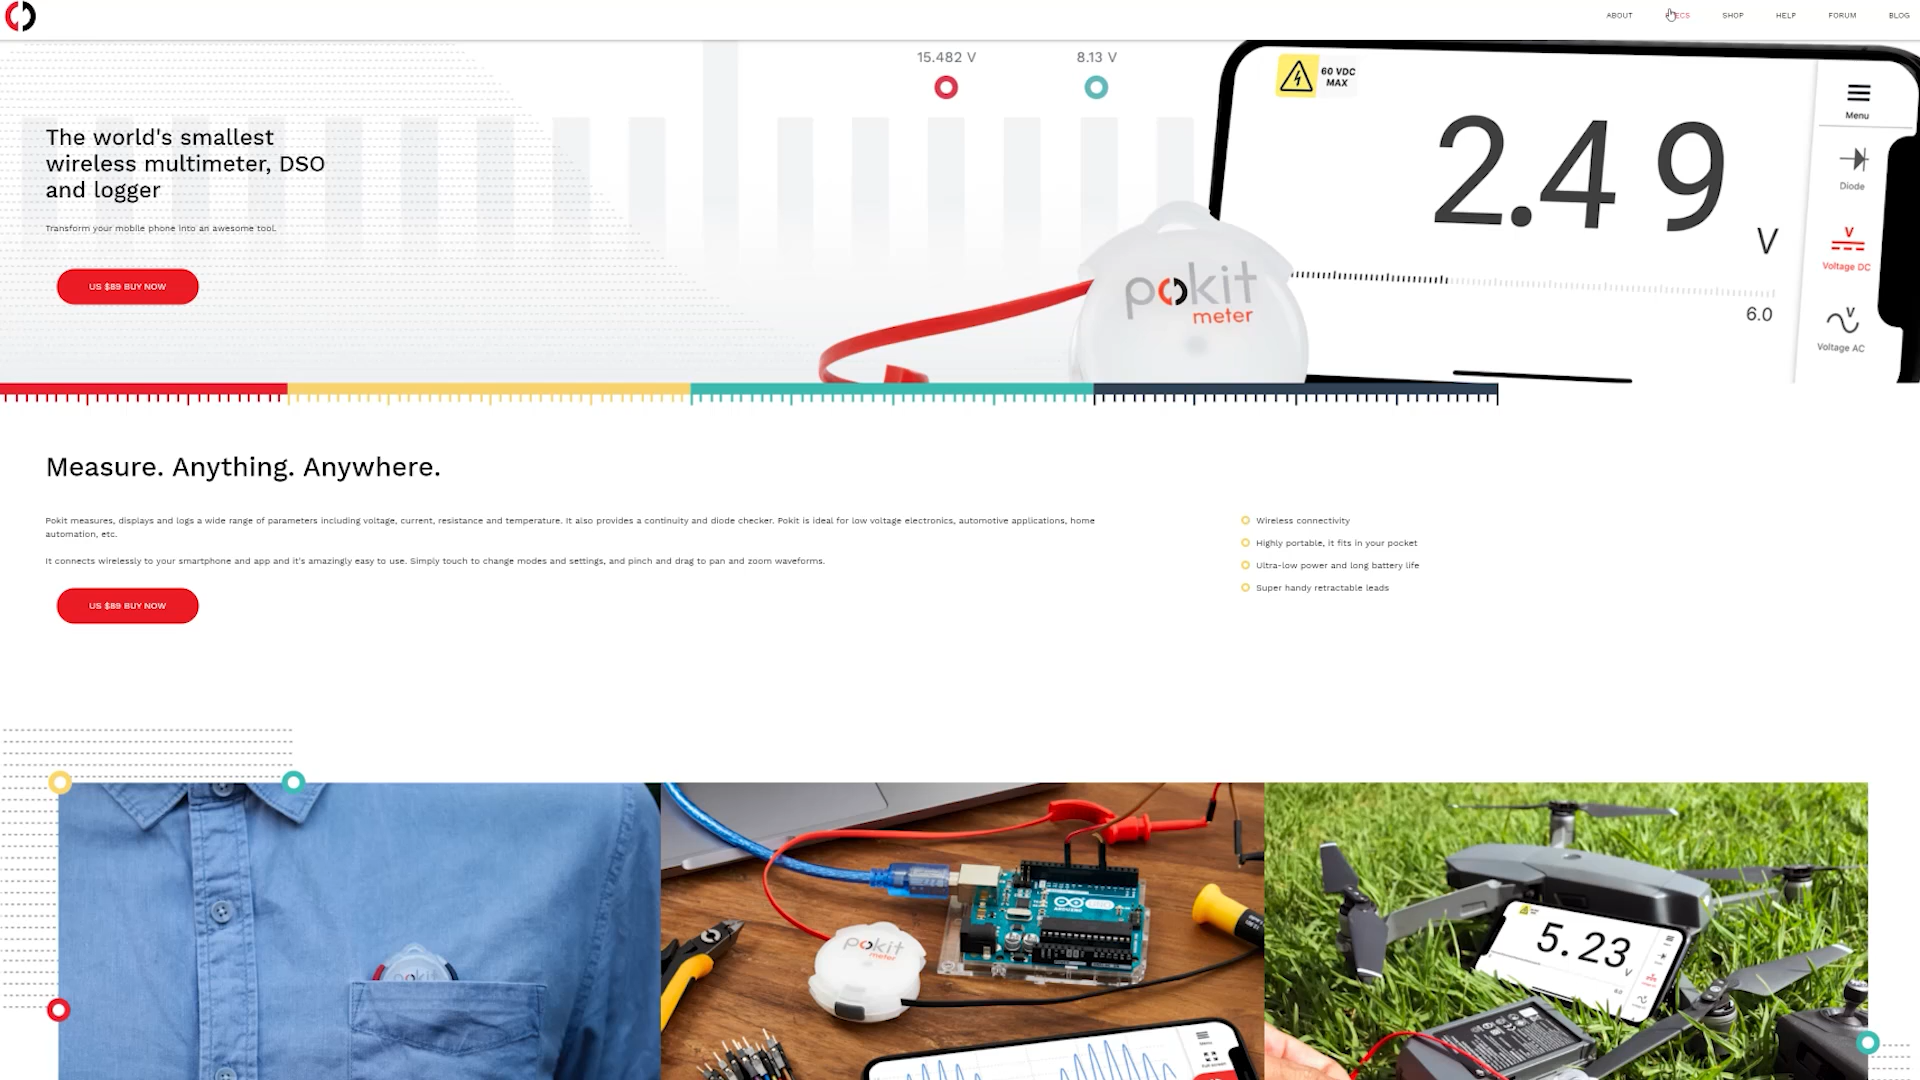 ABOUT
SHOP
HELP
FORUM
BLOG
15.482 V
8.13 V
60 VDC
MAX
Menu
2.49
V
Diode
V
Voltage DC
6.0
V
Voltage AC
The world's smallest
wireless multimeter, DSO
and logger
Transform your mobile phone into an awesome tool.
US $89 BUY NOW
pokit
meter
Measure. Anything. Anywhere.
Pokit measures, displays and logs a wide range of parameters including voltage, current, resistance and temperature. It also provides a continuity and diode checker. Pokit is ideal for low voltage electronics, automotive applications, home
automation, etc.
It connects wirelessly to your smartphone and app and it's amazingly easy to use. Simply touch to change modes and settings, and pinch and drag to pan and zoom waveforms.
US $89 BUY NOW
Wireless connectivity
Highly portable, it fits in your pocket
Ultra-low power and long battery life
Super handy retractable leads
pokit
pokit
meter
ARDUINO
5.23
V